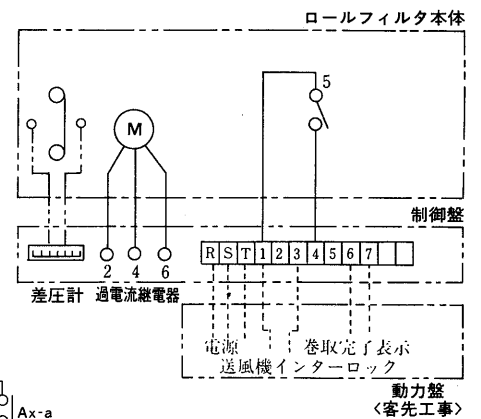 ロールフィルタ本体
5
M
制御盤
R S T 1 2 3 4 5 6 7
2 4 6
差圧計 過電流継電器
電源 巻取完了表示
送風機インターロック
動力盤
<客先工事>
Ax-a